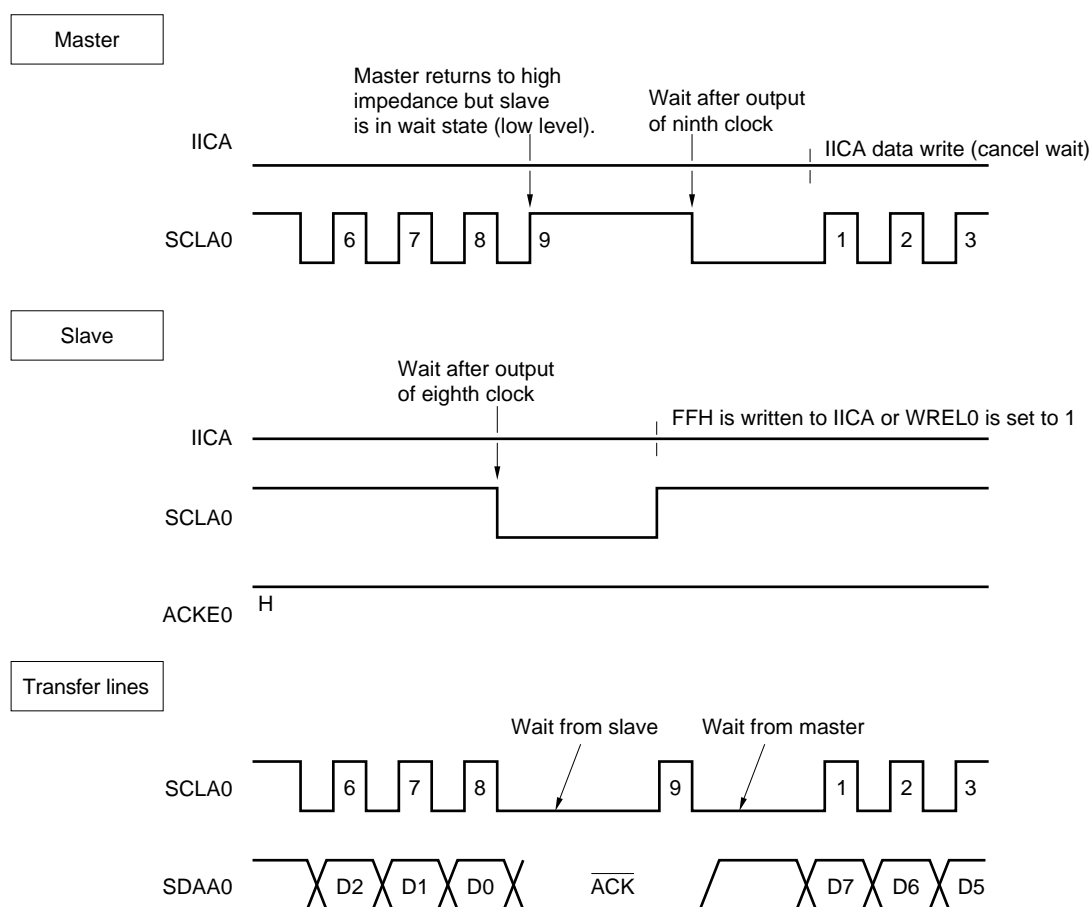 Master
Master returns to high
impedance but slave
is in wait state (low level).
Wait after output
of ninth clock
IICA
IICA data write (cancel wait)
SCLA0
6 7 8 9 1 2 3
Slave
Wait after output
of eighth clock
FFH is written to IICA or WREL0 is set to 1
IICA
SCLA0
H
ACKE0
Transfer lines
Wait from slave Wait from master
SCLA0
6 7 8 9 1 2 3
SDAA0
D2 D1 D0 ACK D7 D6 D5